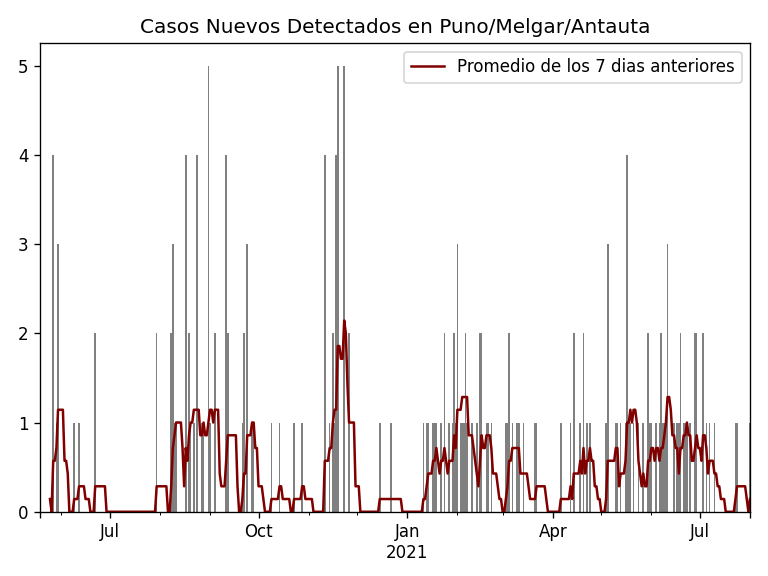 Casos Nuevos Detectados en Puno/Melgar/Antauta
Promedio de los 7 dias anteriores
5
4
3
2
1
0
Jul
Oct
Jan
2021
Apr
Jul